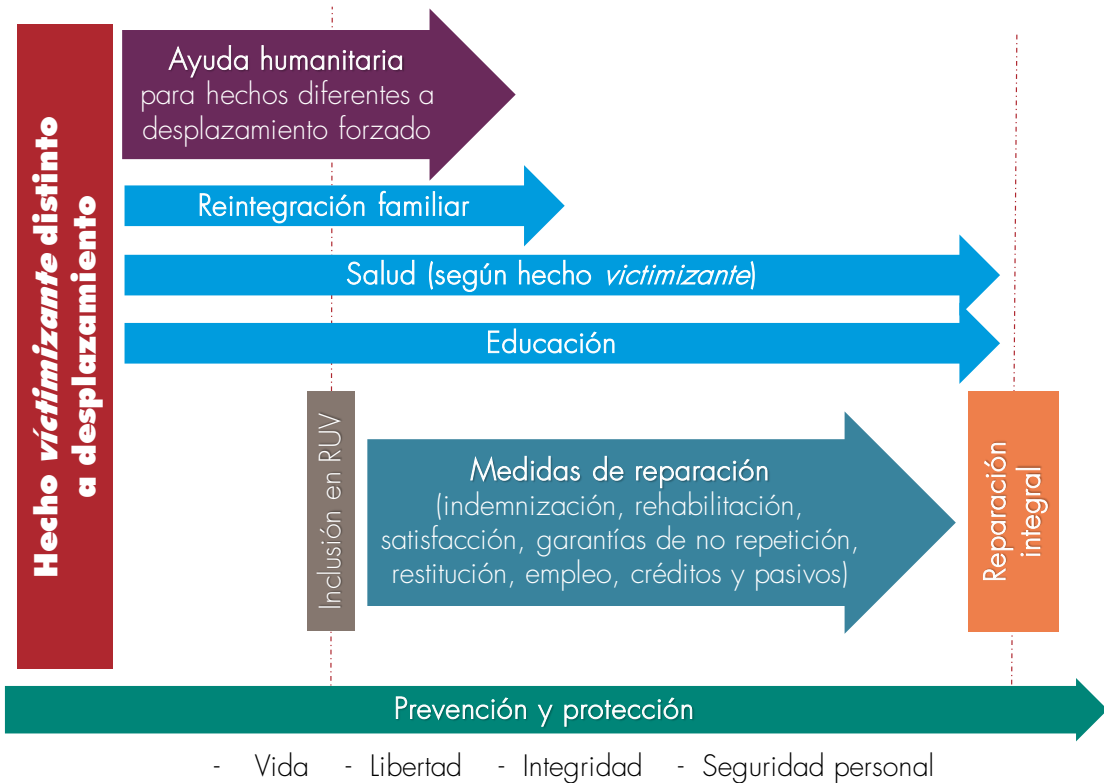 Hecho víctimizante distinto
a desplazamiento
Ayuda humanitaria
para hechos diferentes a
desplazamiento forzado
Reintegración familiar
Salud (según hecho victimizante)
Educación
Inclusión en RUV
Medidas de reparación
(indemnización, rehabilitación,
satisfacción, garantías de no repetición,
restitución, empleo, créditos y pasivos)
Reparación
integral
Prevención y protección
- Vida - Libertad - Integridad - Seguridad personal